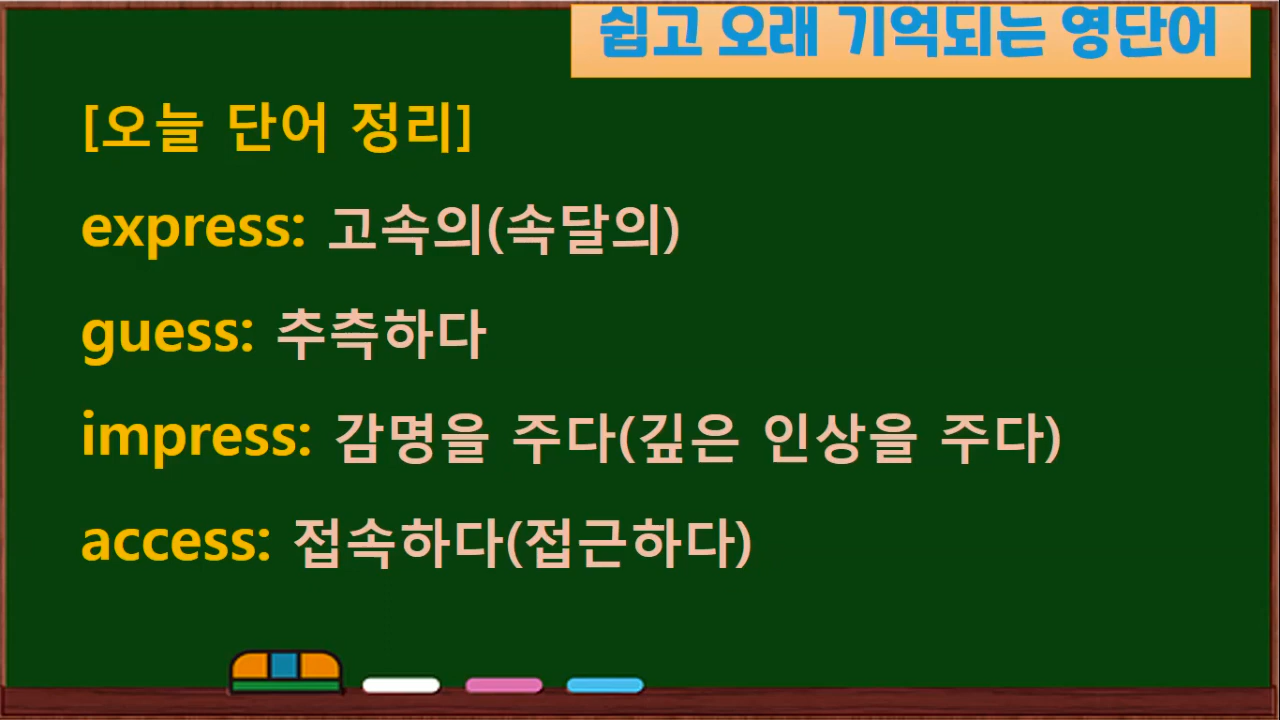 쉽고 오래 기억되는 영단어
[오늘 단어 정리]
express: 고속의(속달의)
guess: 추측하다
impress: 감명을 주다(깊은 인상을 주다)
access: 접속하다(접근하다)